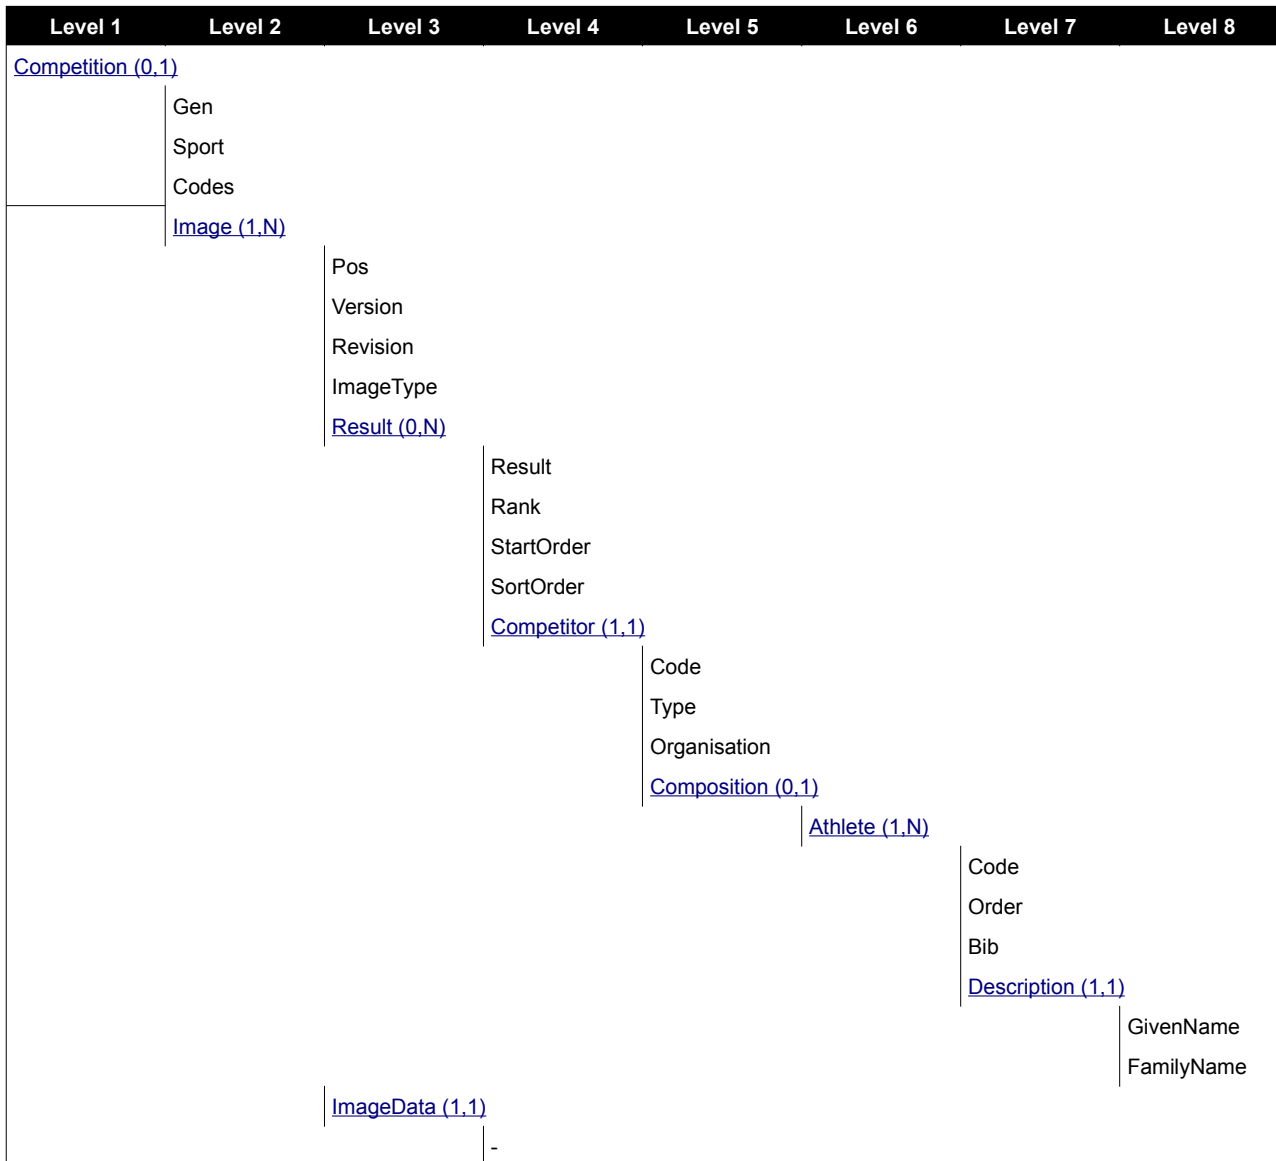 Level 1 Level 2 Level 3 Level 4 Level 5 Level 6 Level 7 Level 8
Competition (0,1)
Gen
Sport
Codes
Image (1,N)
Pos
Version
Revision
ImageType
Result (0,N)
Result
Rank
StartOrder
SortOrder
Competitor (1,1)
Code
Type
Organisation
Composition (0,1)
Athlete (1,N)
Code
Order
Bib
Description (1,1)
GivenName
FamilyName
ImageData (1,1)
-